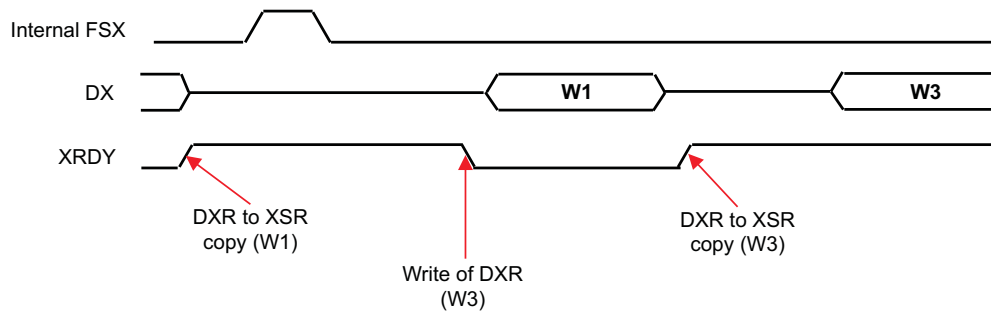 Internal FSX
DX
W1
W3
XRDY
DXR to XSR
copy (W1)
DXR to XSR
copy (W3)
Write of DXR
(W3)